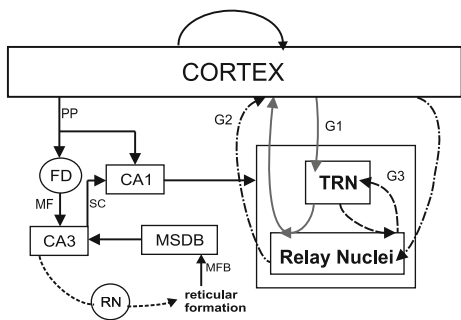 CORTEX
PP
G2
G1
FD
CA1
TRN
G3
MF
SC
CA3
MSDB
Relay Nuclei
MFB
RN
reticular
formation